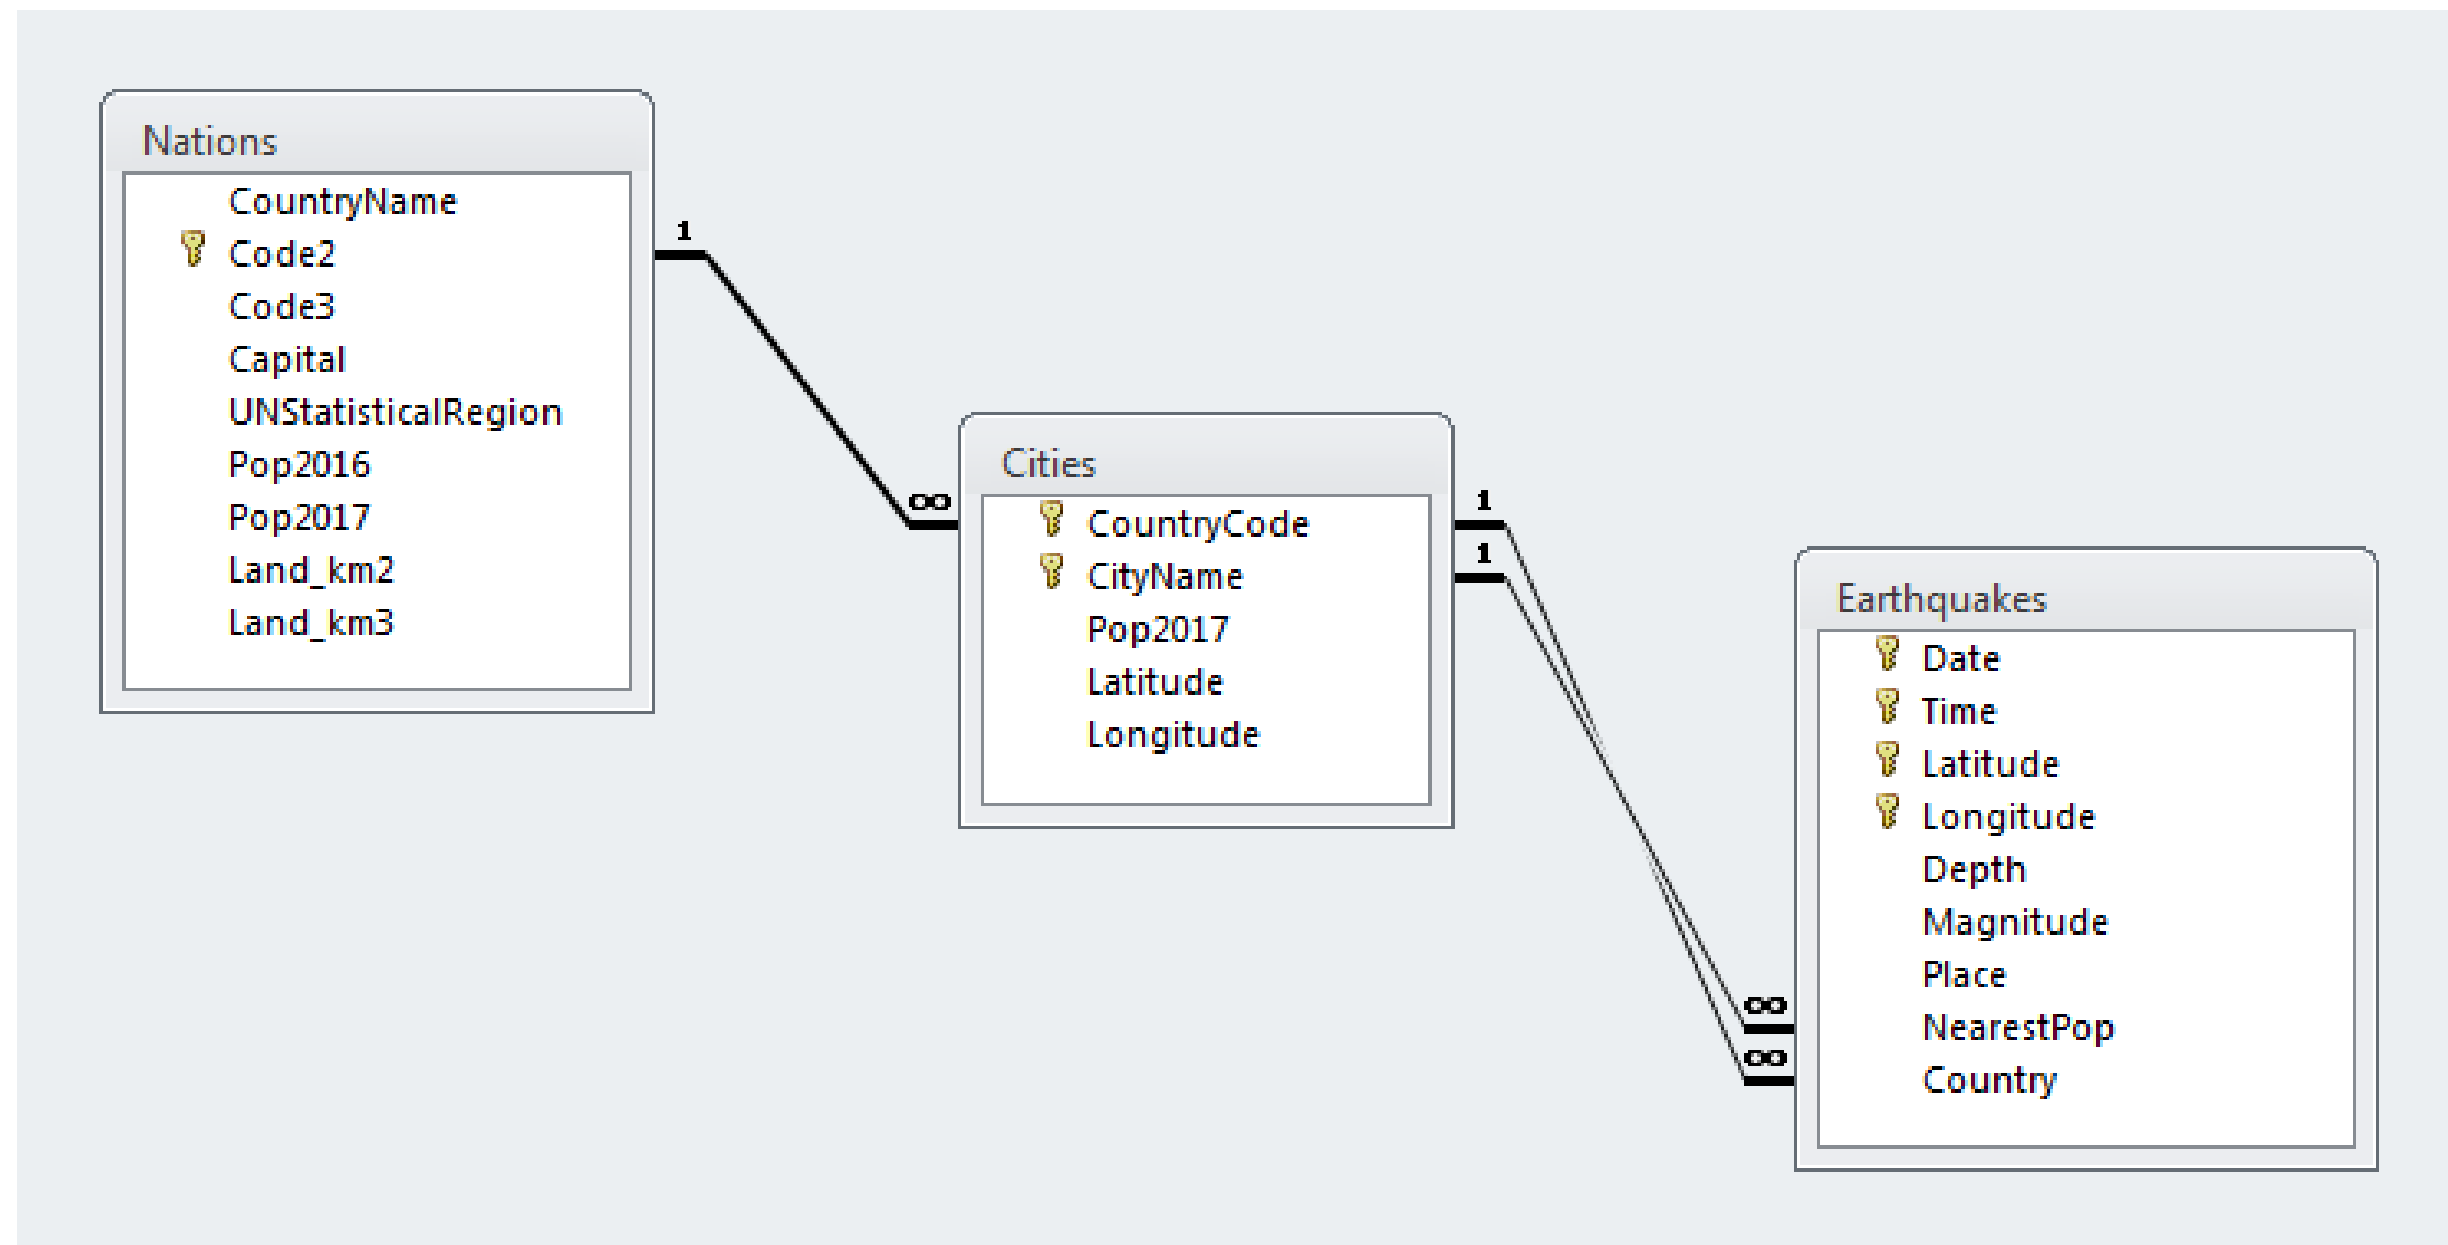 Nations
CountryName
Code2
Code3
Capital
UNStatisticalRegion
Pop2016
Pop2017
Land_km2
Land_km3
1
∞
Cities
CountryCode
CityName
Pop2017
Latitude
Longitude
1
1
∞
∞
Earthquakes
Date
Time
Latitude
Longitude
Depth
Magnitude
Place
NearestPop
Country